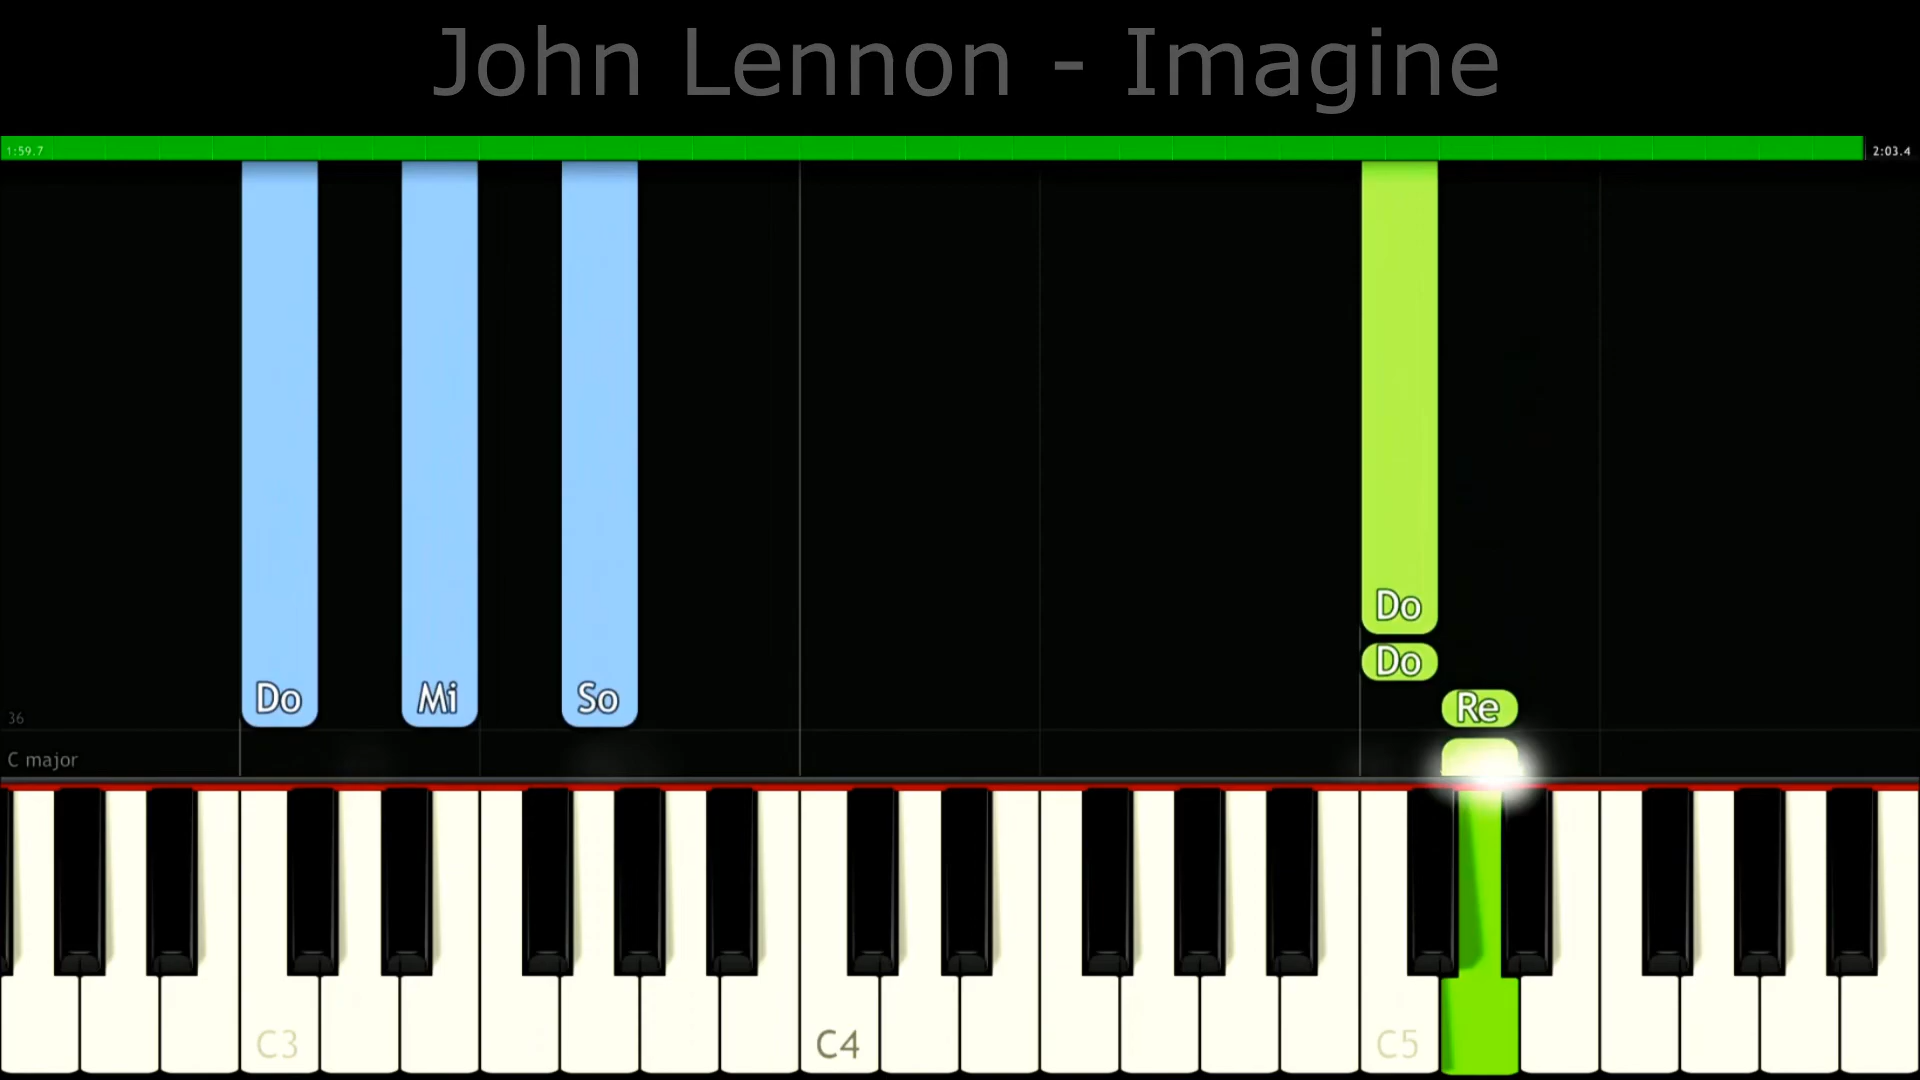 John Lennon - Imagine
1:59.7
2:03.4
Do
Do
Do Mi So
Re
36
C major
C3 C4 C5